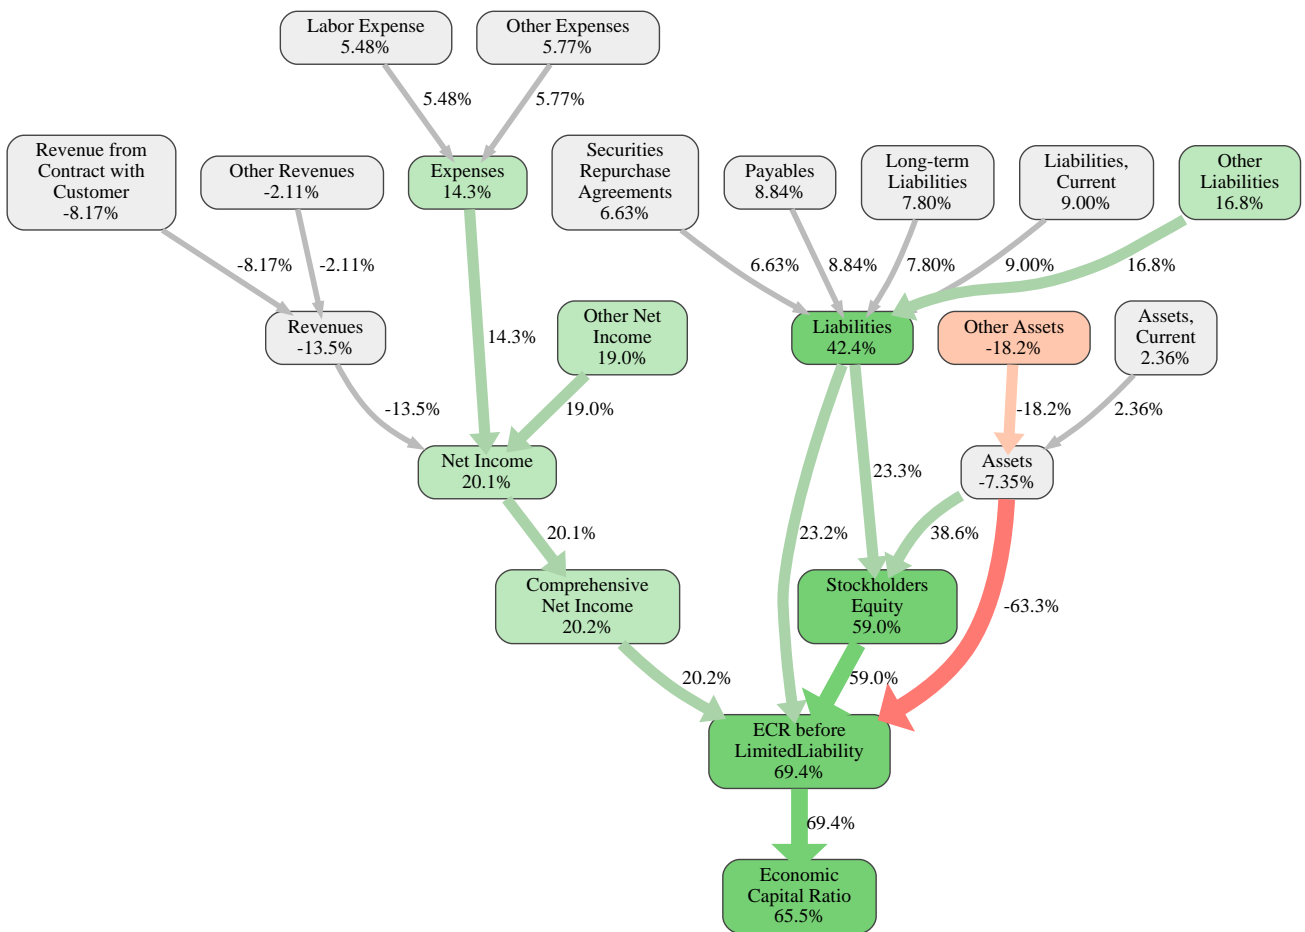 Labor Expense
5.48%
Other Expenses
5.77%
5.48%
5.77%
Revenue from
Contract with
Customer
-8.17%
Other Revenues
-2.11%
Expenses
14.3%
Securities
Repurchase
Agreements
6.63%
Payables
8.84%
Long-term
Liabilities
7.80%
Liabilities,
Current
9.00%
Other
Liabilities
16.8%
-8.17%
-2.11%
6.63%
8.84%
7.80%
9.00%
16.8%
Revenues
-13.5%
14.3%
Other Net
Income
19.0%
Liabilities
42.4%
Other Assets
-18.2%
Assets,
Current
2.36%
-13.5%
19.0%
-18.2%
2.36%
Net Income
20.1%
23.3%
Assets
-7.35%
20.1%
23.2%
38.6%
Comprehensive
Net Income
20.2%
Stockholders
Equity
59.0%
-63.3%
20.2%
59.0%
ECR before
LimitedLiability
69.4%
69.4%
Economic
Capital Ratio
65.5%